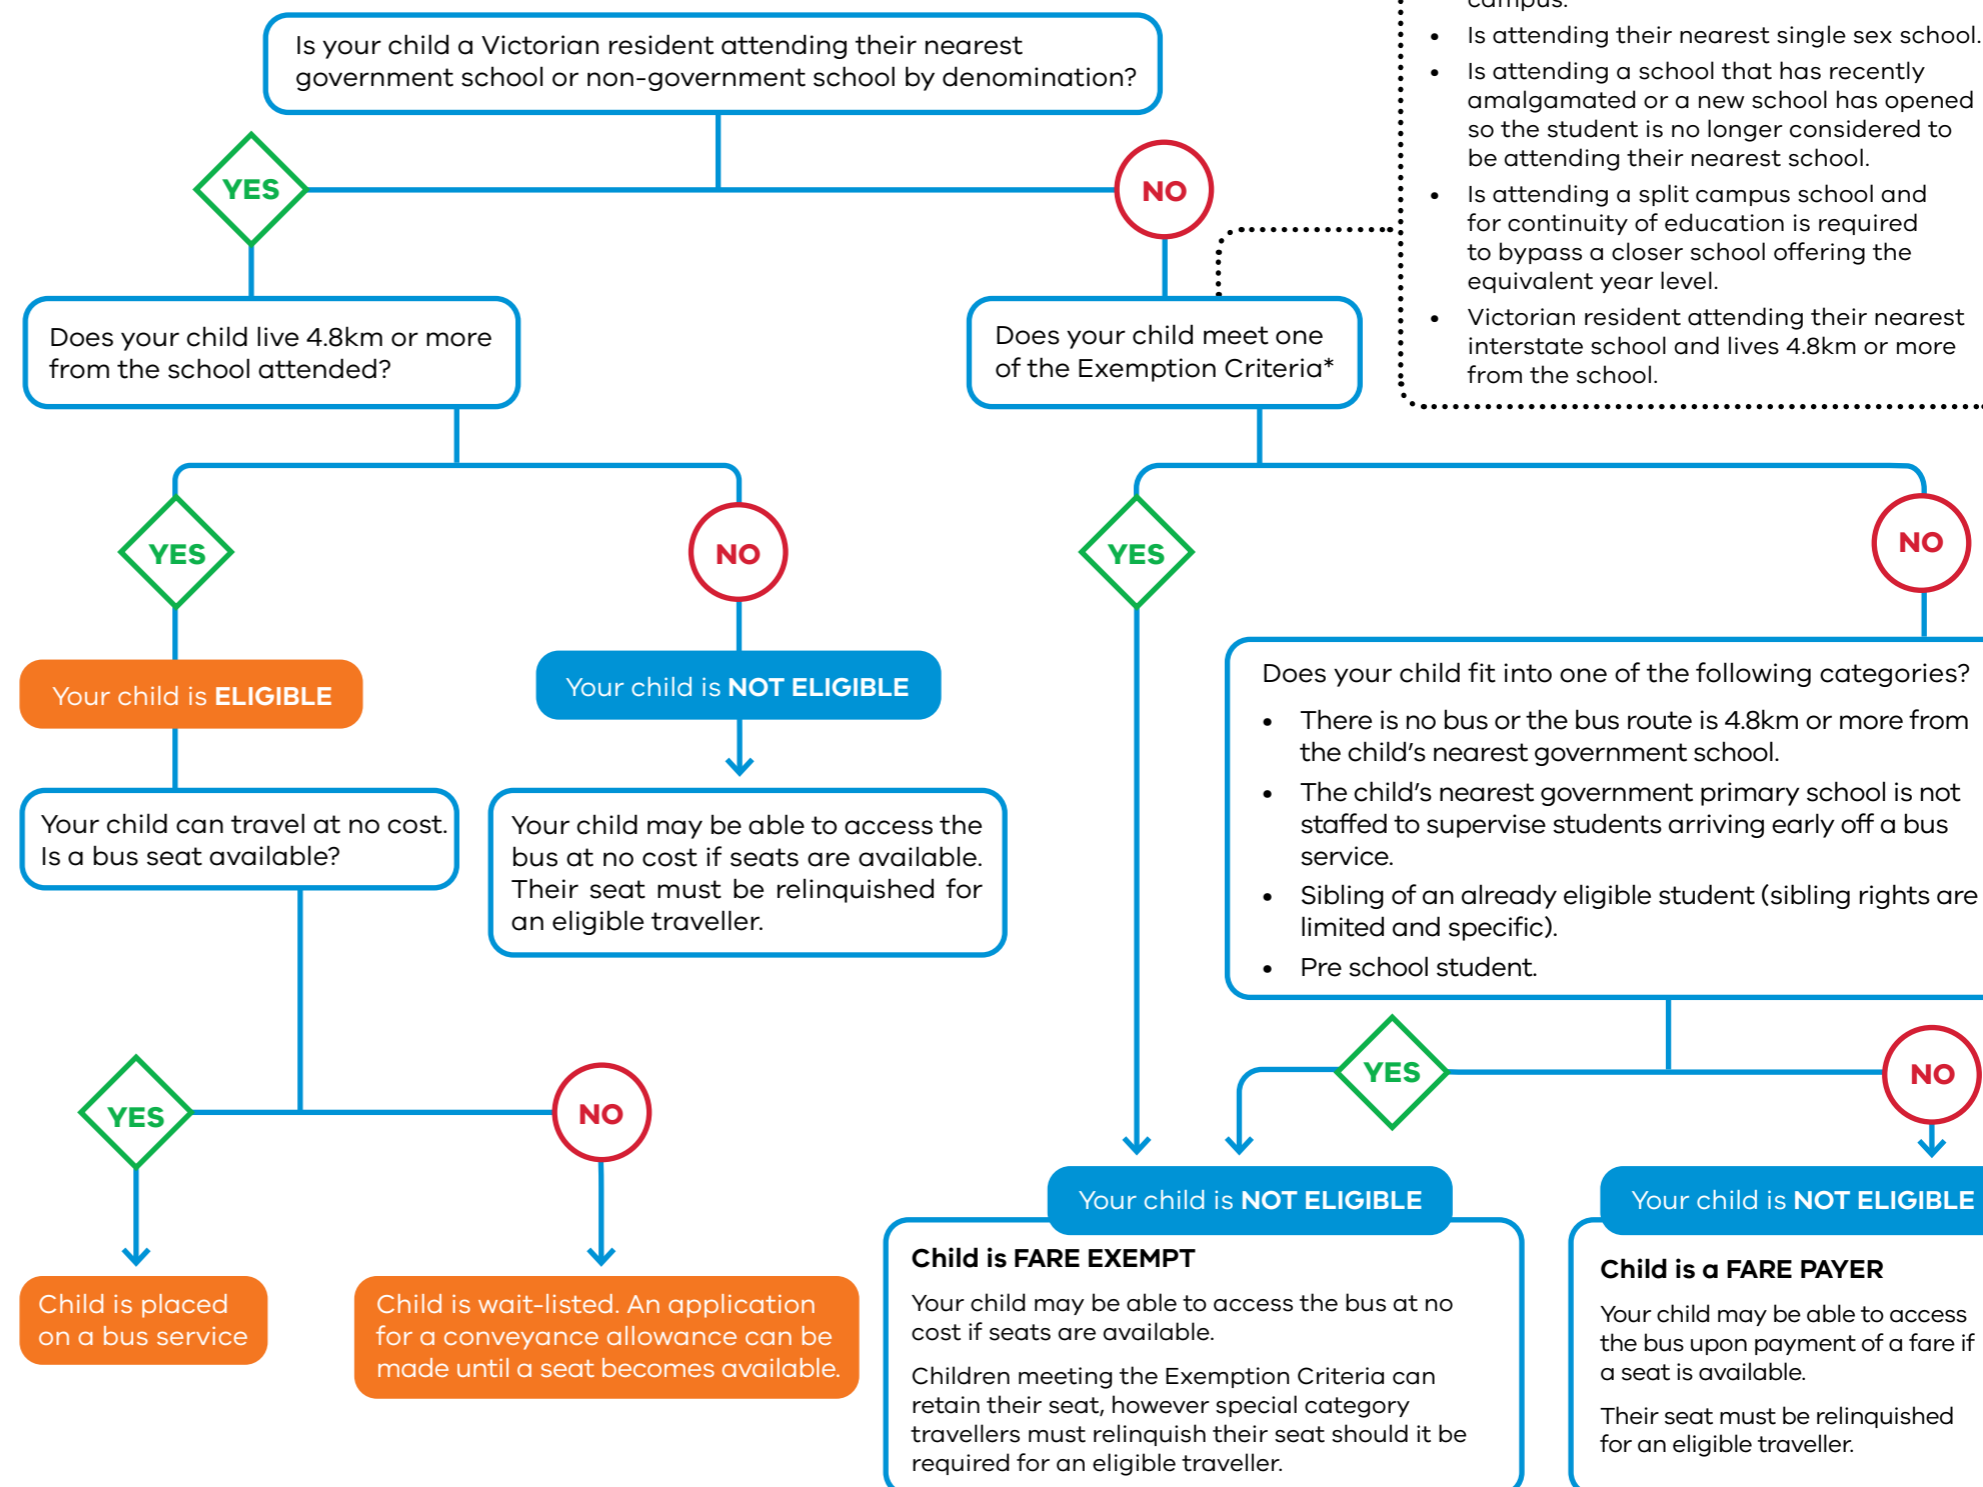 Is your child a Victorian resident attending their nearest
government school or non-government school by denomination?
campus.
• Is attending their nearest single sex school.
• Is attending a school that has recently
amalgamated or a new school has opened
so the student is no longer considered to
be attending their nearest school.
• Is attending a split campus school and
for continuity of education is required
to bypass a closer school offering the
equivalent year level.
• Victorian resident attending their nearest
interstate school and lives 4.8km or more
from the school.
YES
NO
Does your child live 4.8km or more
from the school attended?
Does your child meet one
of the Exemption Criteria*
YES
NO
YES
NO
Your child is ELIGIBLE
Your child is NOT ELIGIBLE
Your child can travel at no cost.
Is a bus seat available?
Your child may be able to access the
bus at no cost if seats are available.
Their seat must be relinquished for
an eligible traveller.
Does your child fit into one of the following categories?
• There is no bus or the bus route is 4.8km or more from
the child's nearest government school.
• The child's nearest government primary school is not
staffed to supervise students arriving early off a bus
service.
• Sibling of an already eligible student (sibling rights are
limited and specific).
• Pre school student.
YES
NO
YES
NO
Child is placed
on a bus service
Child is wait-listed. An application
for a conveyance allowance can be
made until a seat becomes available.
Your child is NOT ELIGIBLE
Child is FARE EXEMPT
Your child may be able to access the bus at no
cost if seats are available.
Children meeting the Exemption Criteria can
retain their seat, however special category
travellers must relinquish their seat should it be
required for an eligible traveller.
Your child is NOT ELIGIBLE
Child is a FARE PAYER
Your child may be able to access
the bus upon payment of a fare if
a seat is available.
Their seat must be relinquished
for an eligible traveller.